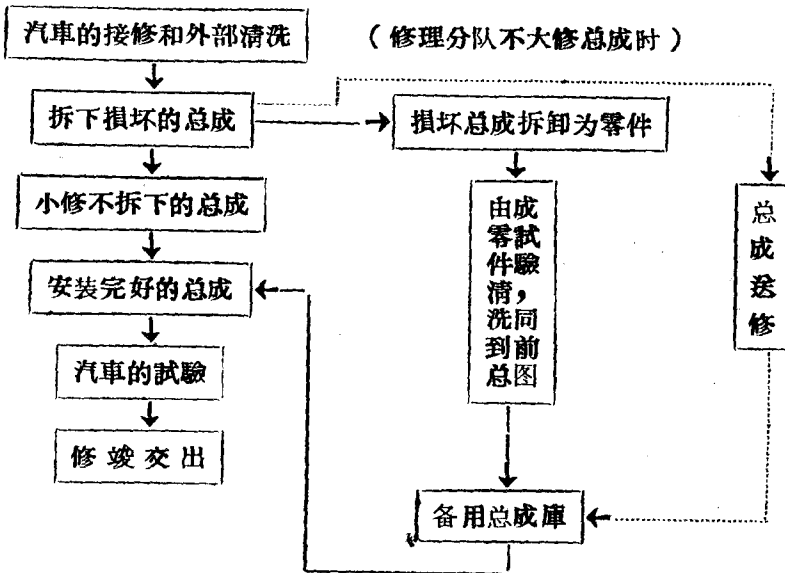 汽車的接修和外部清洗
（修理分队不大修总成时）
拆下損坏的总成
損坏总成拆卸为零件
小修不拆下的总成
由零件清洗到总
成試驗，同前图
总成送修
安装完好的总成
汽車的試驗
修竣交出
备用总成庫